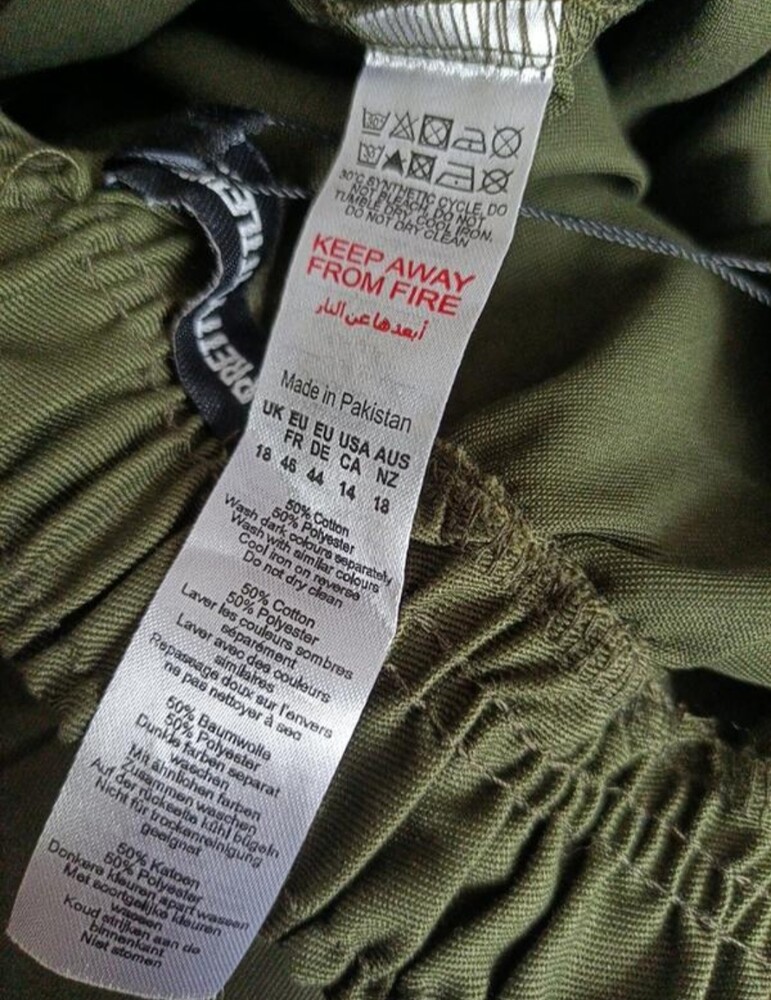 30°C SYNTHETIC CYCLE, DO
NOT BLEACH, DO NOT
TUMBLE DRY, COOL IRON,
DO NOT DRY CLEAN
KEEP AWAY
FROM FIRE
أبعدها عن النار
Made in Pakistan
UK EU EU USA AUS
FR DE CA NZ
18 46 44 14 18
50% Cotton
50% Polyester
Wash dark colours separately
Wash with similar colours
Cool iron on reverse
Do not dry clean
50% Cotton
50% Polyester
Laver les couleurs sombres
séparément
Laver avec des couleurs
similaires
Repassage doux sur l'envers
ne pas nettoyer à sec
50% Baumwolle
50% Polyester
Dunkle farben separat
waschen
Mit ähnlichen farben
Zusammen waschen
Auf der rückseite kühl bügeln
Nicht für trockenreinigung
geeignet
50% Katoen
50% Polyester
Donkere kleuren apart wassen
Met soortgelijke kleuren
wassen
Koud strijken aan de
binnenkant
Niet stomen
PRETTY